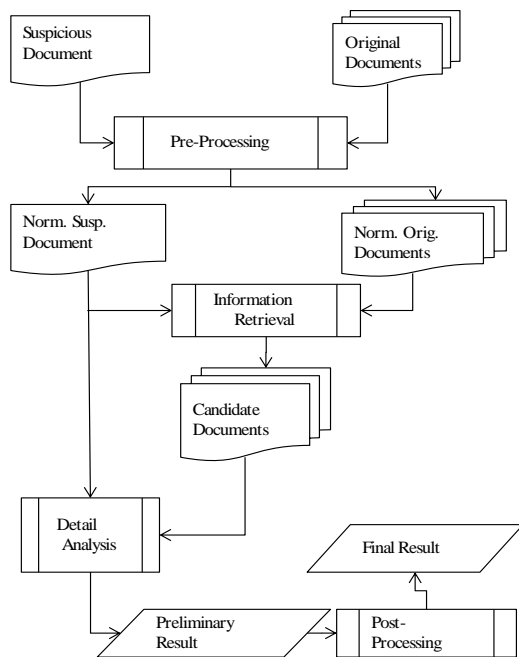 Suspicious
Document
Original
Documents
Pre-Processing
Norm. Susp.
Document
Norm. Orig.
Documents
Information
Retrieval
Candidate
Documents
Detail
Analysis
Final Result
Preliminary
Result
Post-
Processing